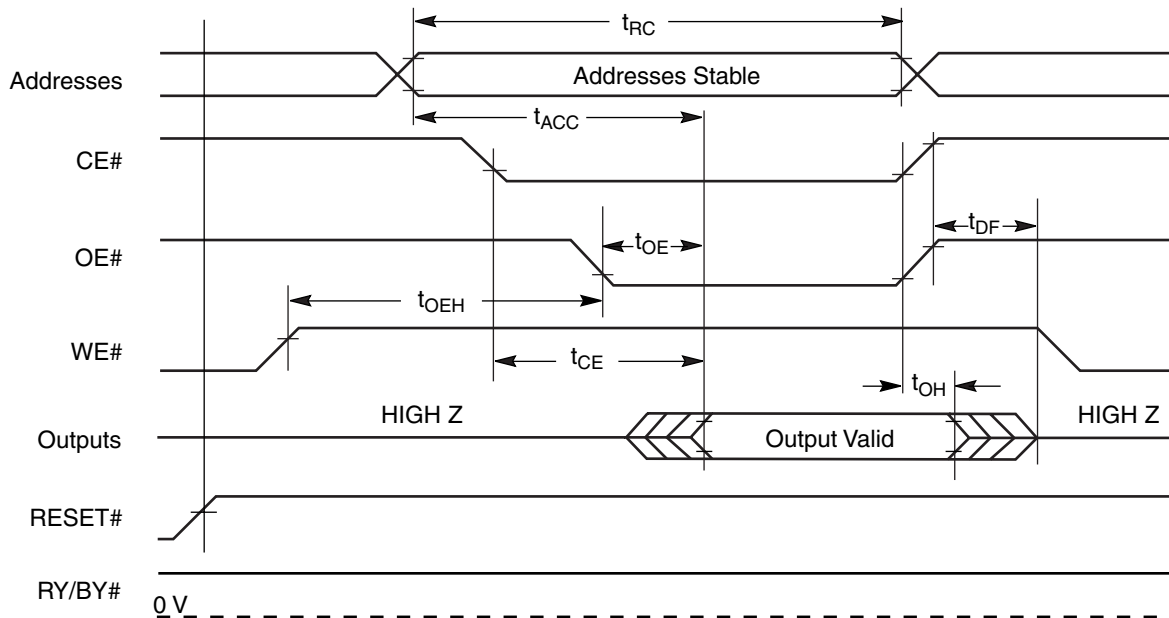 tRC
Addresses
Addresses Stable
tACC
CE#
OE#
tOE
tDF
tOEH
WE#
tCE
tOH
HIGH Z
HIGH Z
Outputs
Output Valid
RESET#
RY/BY#
0 V